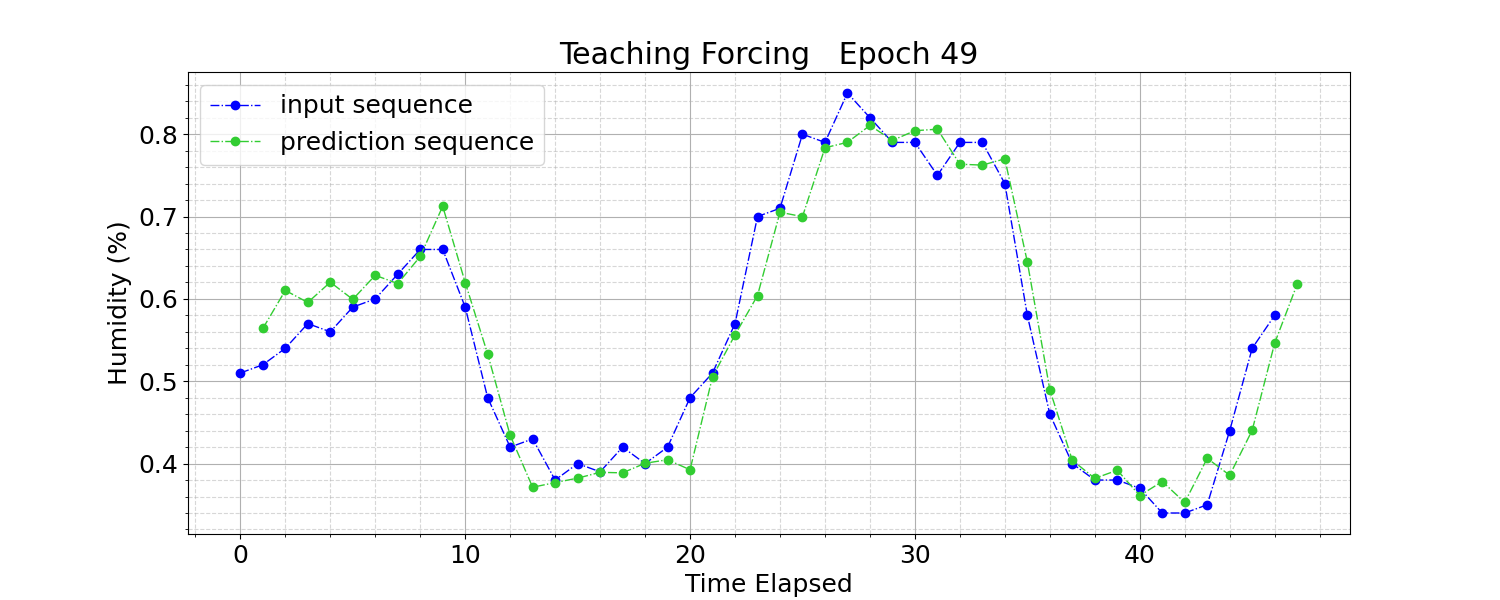 Teaching Forcing   Epoch 49
input sequence
prediction sequence
Humidity (%)
0.8
0.7
0.6
0.5
0.4
0 10 20 30 40
Time Elapsed